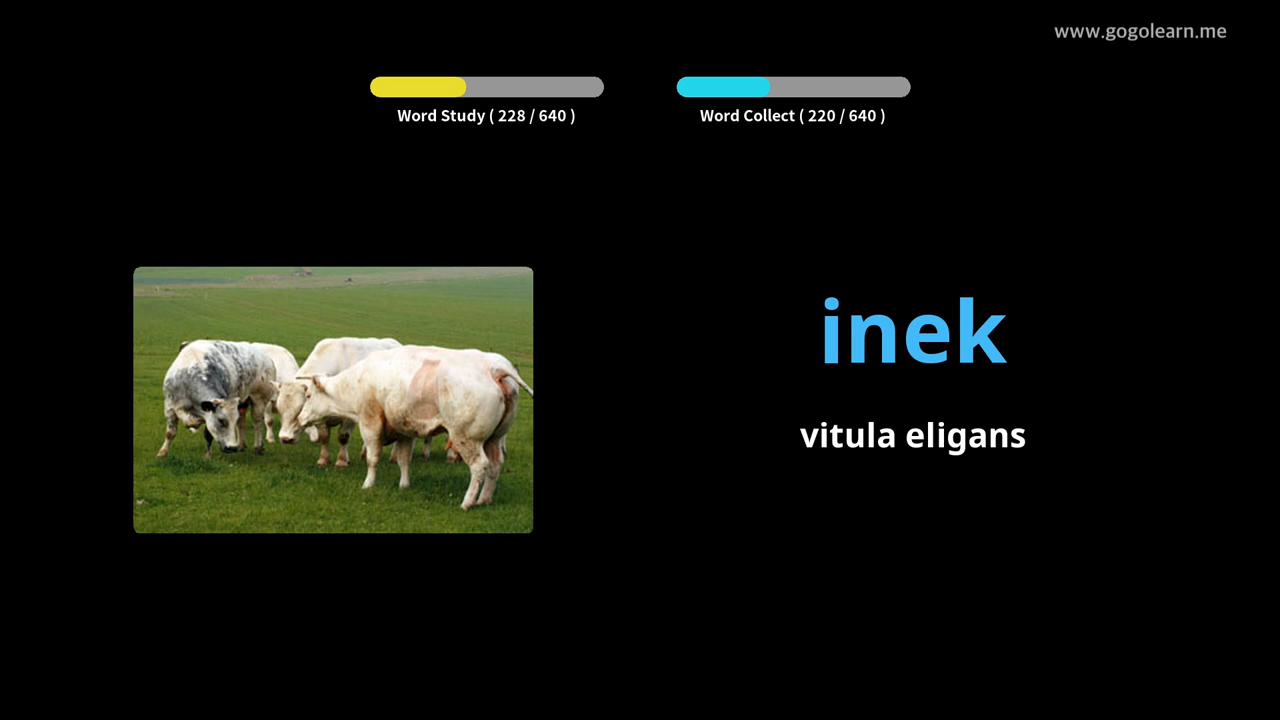 www.gogolearn.me
Word Study ( 228 / 640 )
Word Collect ( 220 / 640 )
inek
vitula eligans